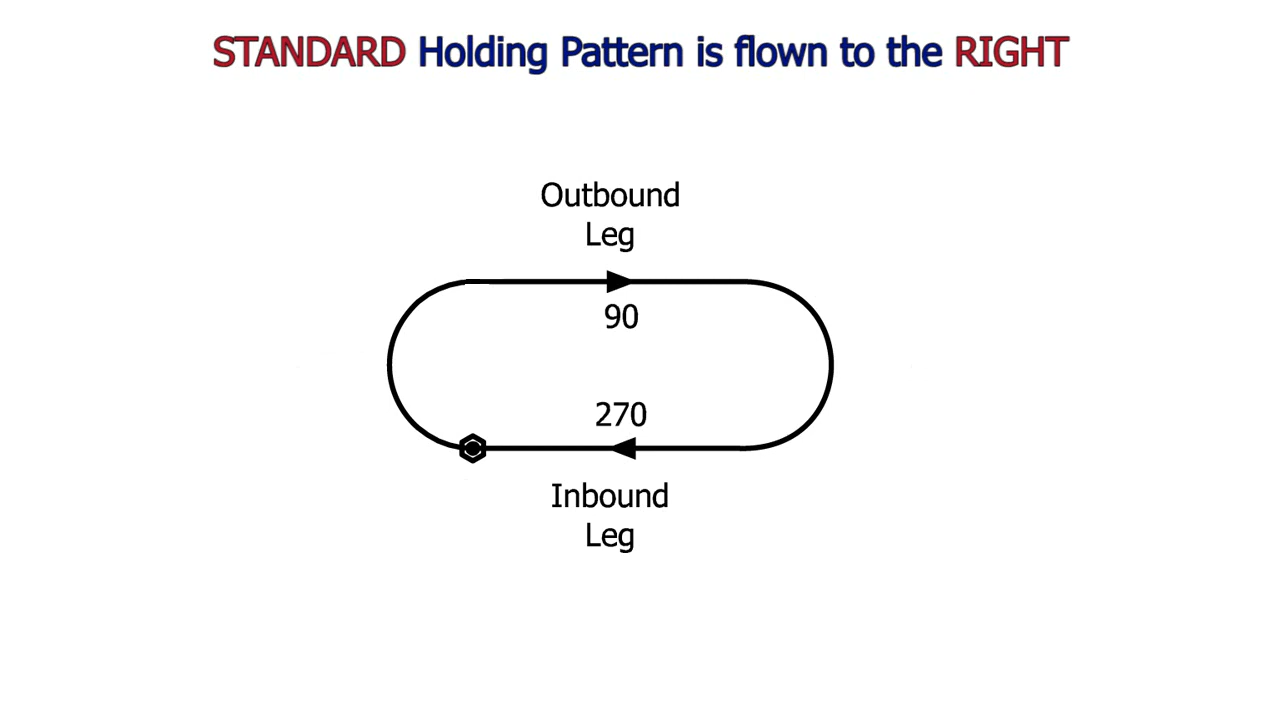 STANDARD Holding Pattern is flown to the RIGHT
Outbound
Leg
90
270
Inbound
Leg